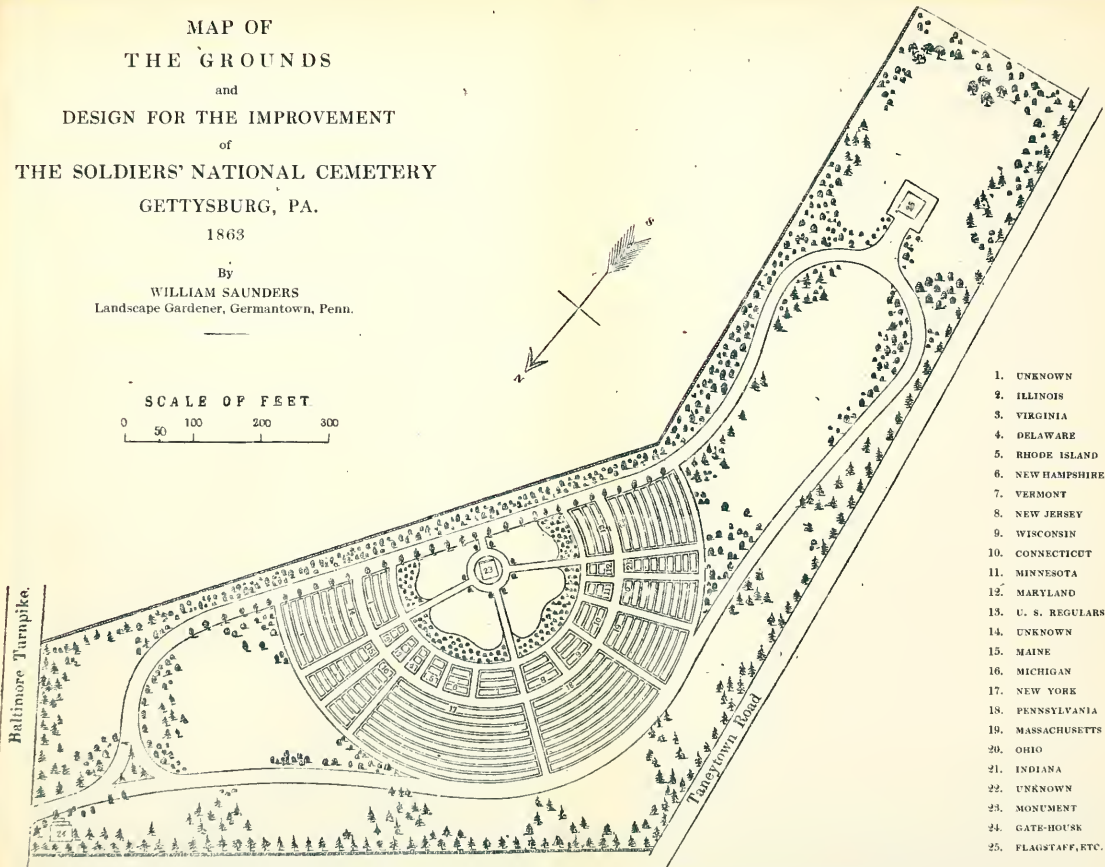 MAP OF
THE GROUNDS
and
DESIGN FOR THE IMPROVEMENT
of
THE SOLDIERS' NATIONAL CEMETERY
GETTYSBURG, PA.
1863
By
WILLIAM SAUNDERS
Landscape Gardener, Germantown, Penn.
SCALE OF FEET
0 50 100 200 300
S
N
25
23
17
18
24
Baltimore Turnpike.
Taneytown Road
1. UNKNOWN
2. ILLINOIS
3. VIRGINIA
4. DELAWARE
5. RHODE ISLAND
6. NEW HAMPSHIRE
7. VERMONT
8. NEW JERSEY
9. WISCONSIN
10. CONNECTICUT
11. MINNESOTA
12. MARYLAND
13. U. S. REGULARS
14. UNKNOWN
15. MAINE
16. MICHIGAN
17. NEW YORK
18. PENNSYLVANIA
19. MASSACHUSETTS
20. OHIO
21. INDIANA
22. UNKNOWN
23. MONUMENT
24. GATE-HOUSE
25. FLAGSTAFF, ETC.